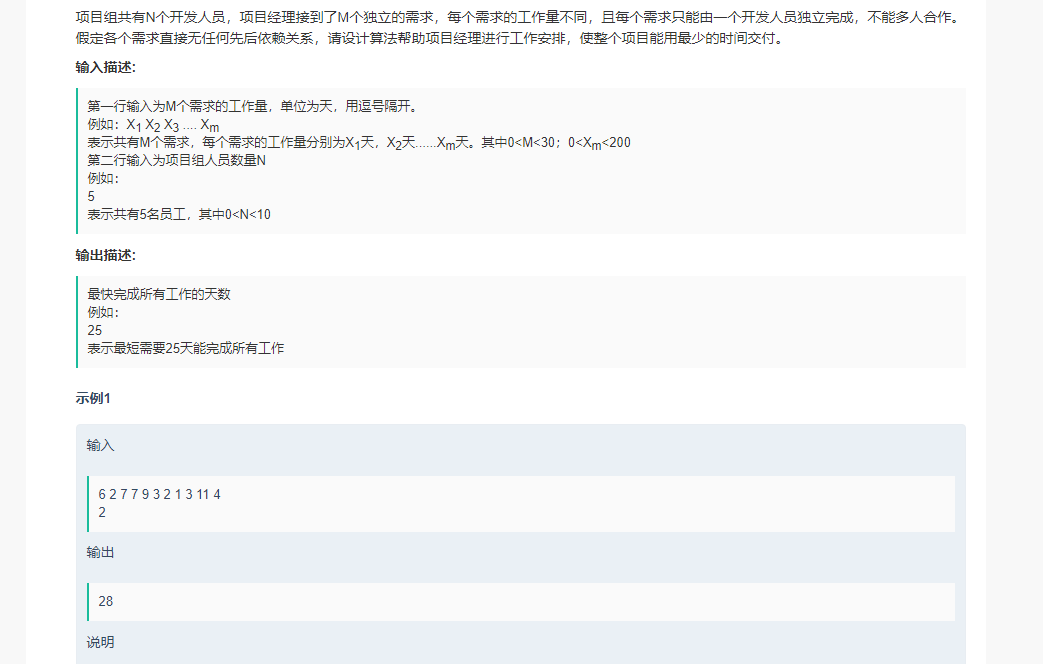 项目组共有N个开发人员，项目经理接到了M个独立的需求，每个需求的工作量不同，且每个需求只能由一个开发人员独立完成，不能多人合作。
假定各个需求直接无任何先后依赖关系，请设计算法帮助项目经理进行工作安排，使整个项目能用最少的时间交付。
输入描述：
第一行输入为M个需求的工作量，单位为天，用逗号隔开。
例如：X1 X2 X3 .... Xm
表示共有M个需求，每个需求的工作量分别为X1天，X2天......Xm天。其中0<M<30；0<Xm<200
第二行输入为项目组人员数量N
例如：
5
表示共有5名员工，其中0<N<10
输出描述：
最快完成所有工作的天数
例如：
25
表示最短需要25天能完成所有工作
示例1
输入
6 2 7 7 9 3 2 1 3 11 4
2
输出
28
说明